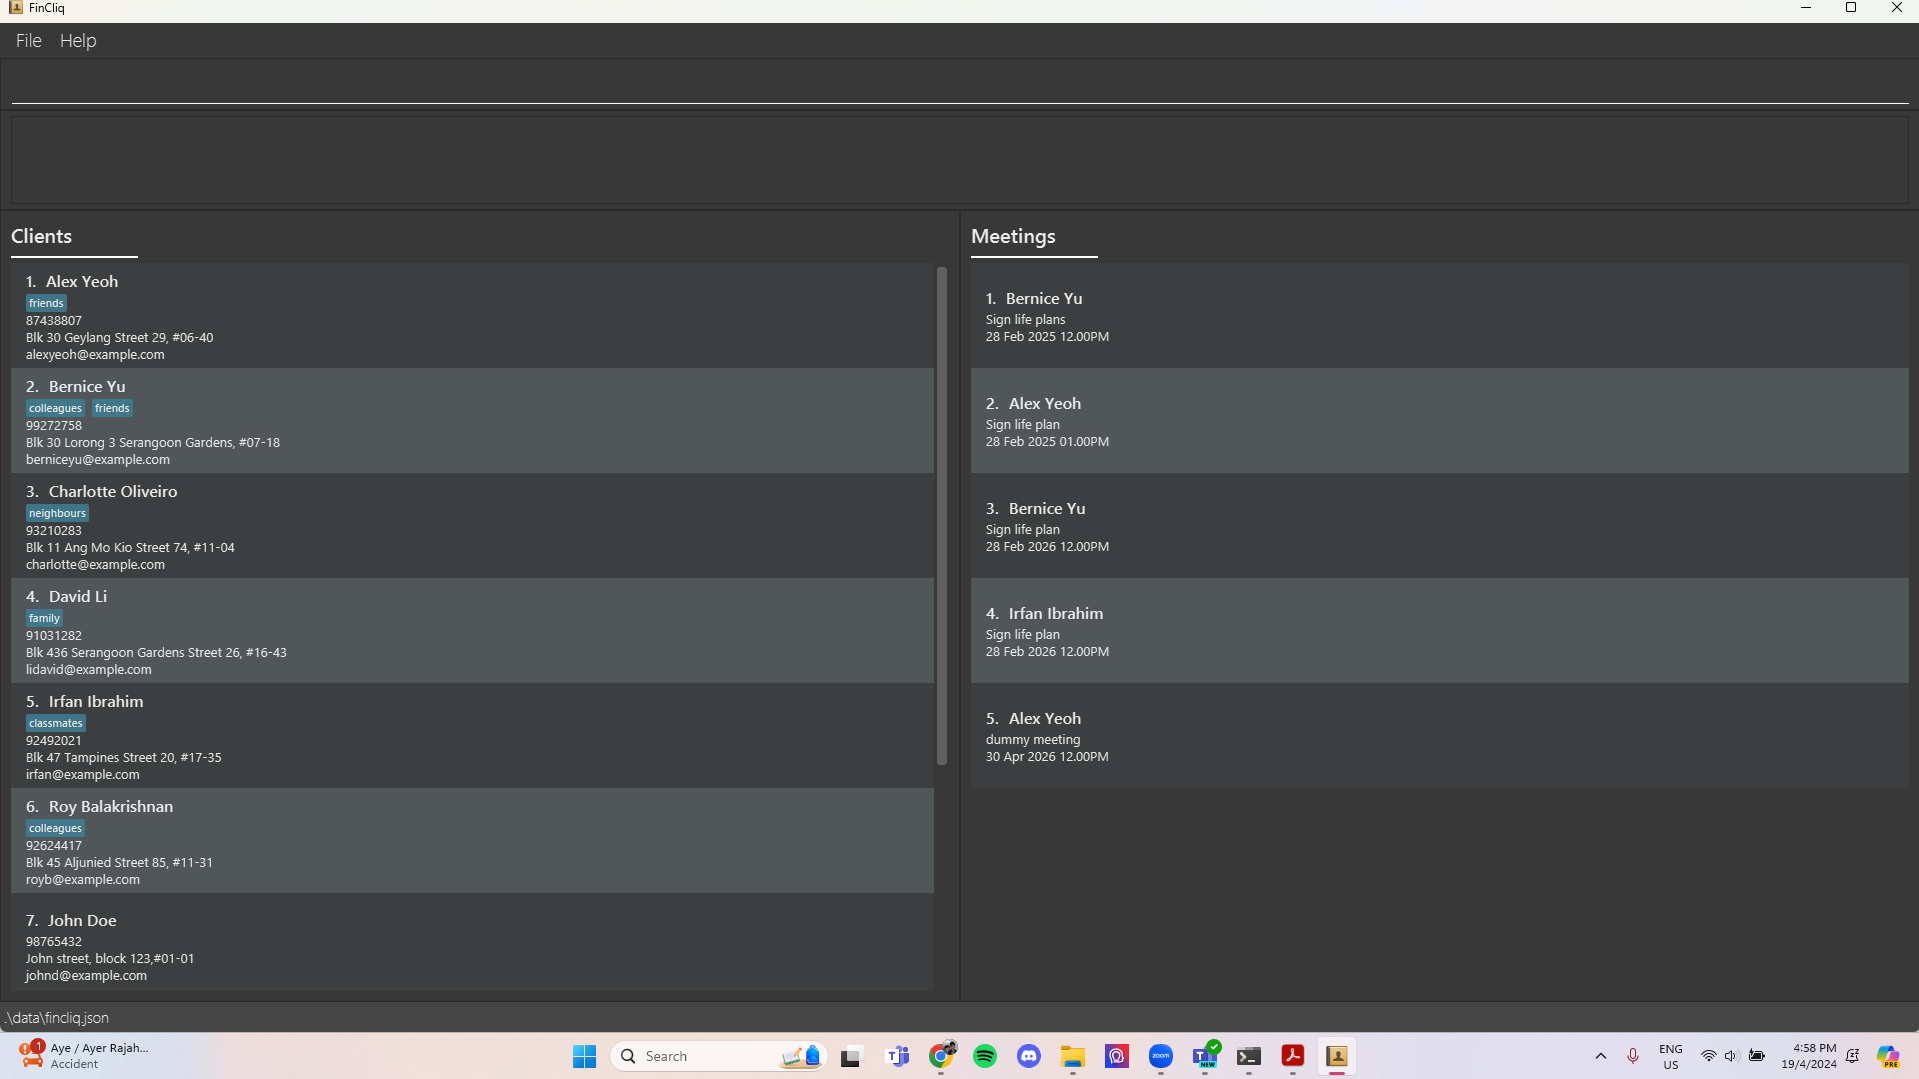 FinCliq
File Help
Clients
1. Alex Yeoh
friends
87438807
Blk 30 Geylang Street 29, #06-40
alexyeoh@example.com
2. Bernice Yu
colleagues friends
99272758
Blk 30 Lorong 3 Serangoon Gardens, #07-18
berniceyu@example.com
3. Charlotte Oliveiro
neighbours
93210283
Blk 11 Ang Mo Kio Street 74, #11-04
charlotte@example.com
4. David Li
family
91031282
Blk 436 Serangoon Gardens Street 26, #16-43
lidavid@example.com
5. Irfan Ibrahim
classmates
92492021
Blk 47 Tampines Street 20, #17-35
irfan@example.com
6. Roy Balakrishnan
colleagues
92624417
Blk 45 Aljunied Street 85, #11-31
royb@example.com
7. John Doe
98765432
John street, block 123,#01-01
johnd@example.com
Meetings
1. Bernice Yu
Sign life plans
28 Feb 2025 12.00PM
2. Alex Yeoh
Sign life plan
28 Feb 2025 01.00PM
3. Bernice Yu
Sign life plan
28 Feb 2026 12.00PM
4. Irfan Ibrahim
Sign life plan
28 Feb 2026 12.00PM
5. Alex Yeoh
dummy meeting
30 Apr 2026 12.00PM
.\data\fincliq.json
1
Aye / Ayer Rajah...
Accident
Search
zoom
NEW
ENG
US
4:58 PM
19/4/2024
PRE